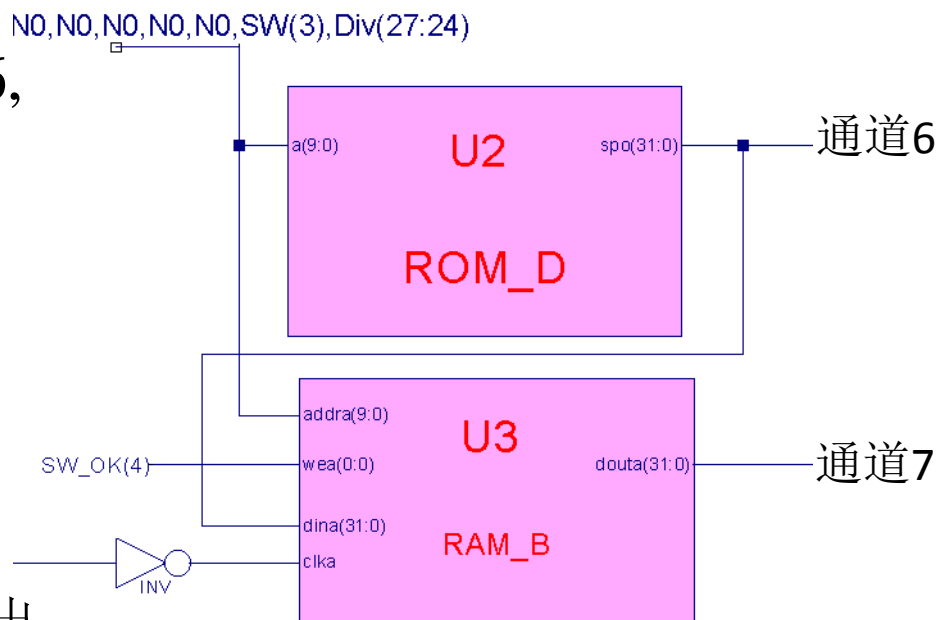 N0,N0,N0,N0,N0,SW(3),Div(27:24)
a(9:0)
U2
spo(31:0)
通道6
ROM_D
addra(9:0)
U3
SW_OK(4)
wea(0:0)
douta(31:0)
通道7
dina(31:0)
RAM_B
clka
INV